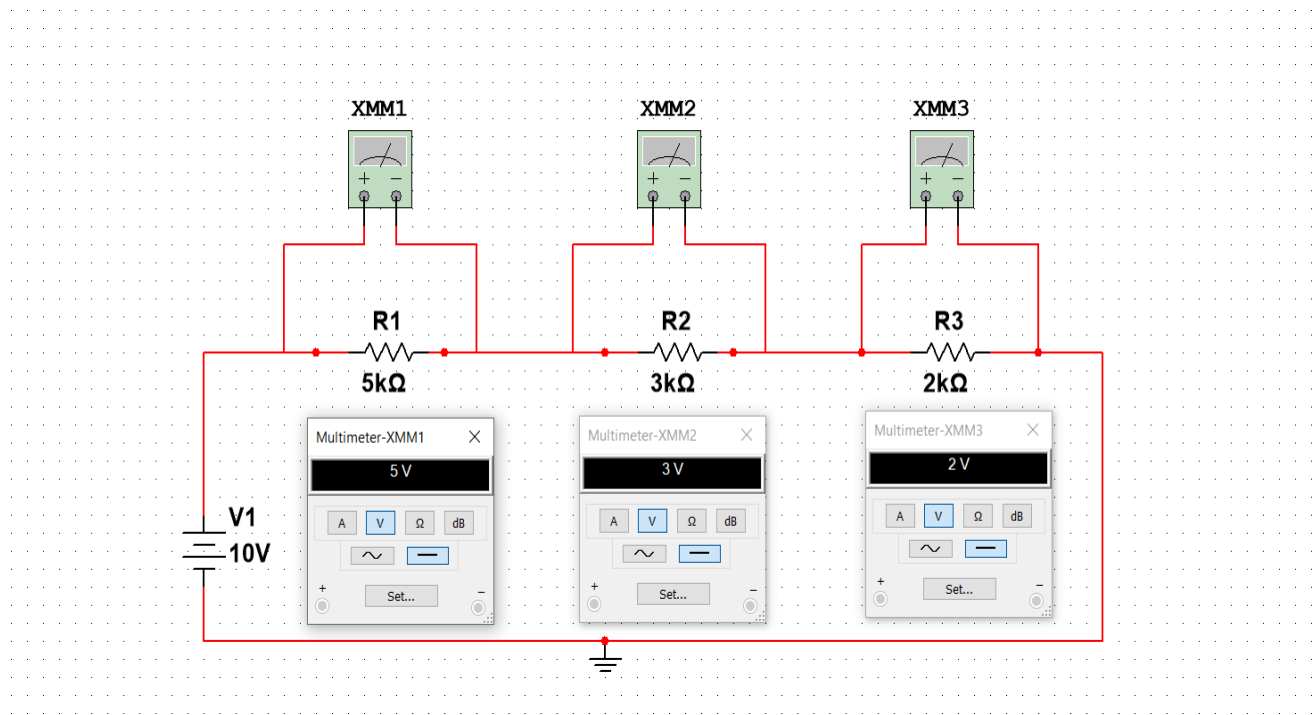 XMM1
XMM2
XMM3
+ −
+ −
+ −
R1
R2
R3
5kΩ
3kΩ
2kΩ
Multimeter-XMM1
5 V
A V Ω dB
+ −
Set...
Multimeter-XMM2
3 V
A V Ω dB
+ −
Set...
Multimeter-XMM3
2 V
A V Ω dB
+ −
Set...
V1
10V